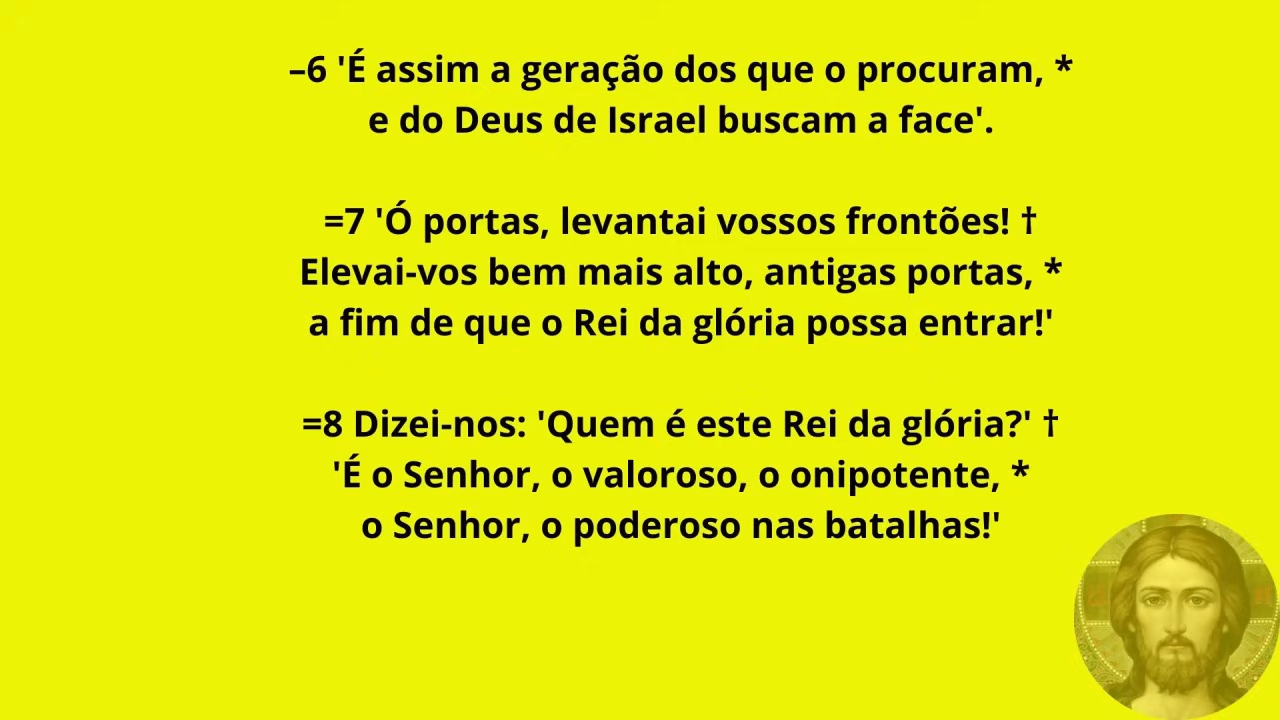 –6 'É assim a geração dos que o procuram, *
e do Deus de Israel buscam a face'.
=7 'Ó portas, levantai vossos frontões! †
Elevai-vos bem mais alto, antigas portas, *
a fim de que o Rei da glória possa entrar!'
=8 Dizei-nos: 'Quem é este Rei da glória?' †
'É o Senhor, o valoroso, o onipotente, *
o Senhor, o poderoso nas batalhas!'